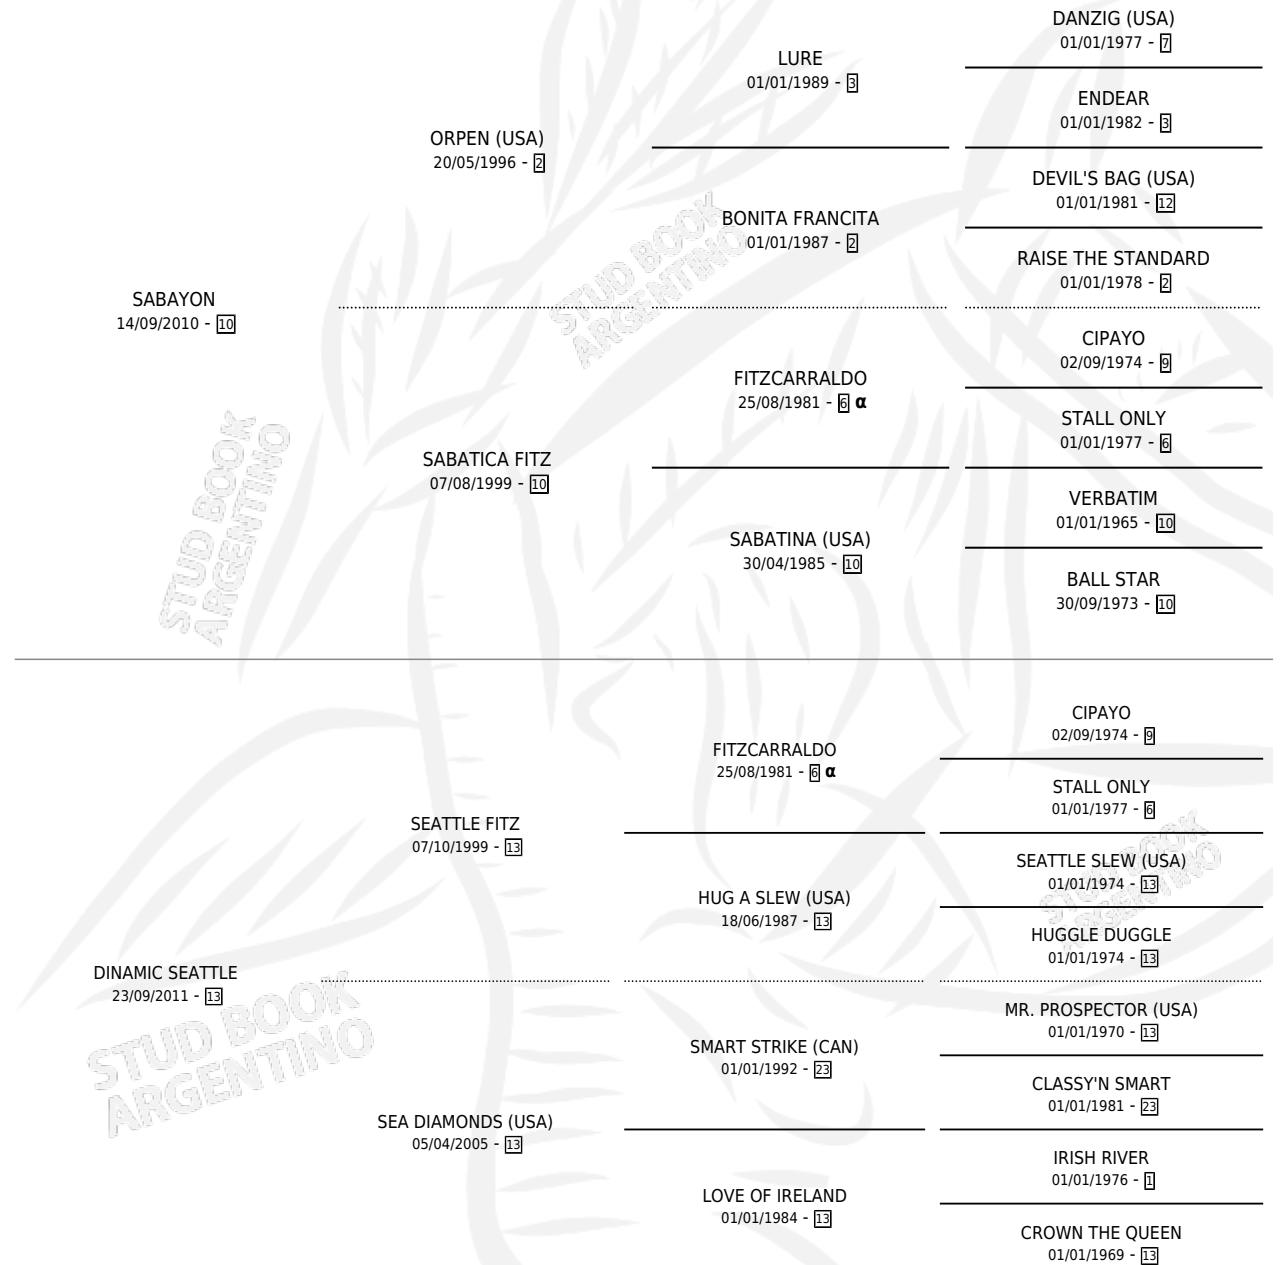 DANZIG (USA)
01/01/1977 - 7
LURE
01/01/1989 - 3
ENDEAR
01/01/1982 - 3
ORPEN (USA)
20/05/1996 - 2
DEVIL'S BAG (USA)
01/01/1981 - 12
BONITA FRANCITA
01/01/1987 - 2
RAISE THE STANDARD
01/01/1978 - 2
STUD BOOK
ARGENTINO
SABAYON
14/09/2010 - 10
CIPAYO
02/09/1974 - 9
FITZCARRALDO
25/08/1981 - 6 α
STALL ONLY
01/01/1977 - 6
SABATICA FITZ
07/08/1999 - 10
VERBATIM
01/01/1965 - 10
SABATINA (USA)
30/04/1985 - 10
BALL STAR
30/09/1973 - 10
STUD BOOK
ARGENTINO
CIPAYO
02/09/1974 - 9
FITZCARRALDO
25/08/1981 - 6 α
STALL ONLY
01/01/1977 - 6
SEATTLE FITZ
07/10/1999 - 13
SEATTLE SLEW (USA)
01/01/1974 - 13
HUG A SLEW (USA)
18/06/1987 - 13
HUGGLE DUGGLE
01/01/1974 - 13
STUD BOOK
ARGENTINO
DINAMIC SEATTLE
23/09/2011 - 13
MR. PROSPECTOR (USA)
01/01/1970 - 13
SMART STRIKE (CAN)
01/01/1992 - 23
CLASSY'N SMART
01/01/1981 - 23
STUD BOOK
ARGENTINO
SEA DIAMONDS (USA)
05/04/2005 - 13
IRISH RIVER
01/01/1976 - 1
LOVE OF IRELAND
01/01/1984 - 13
CROWN THE QUEEN
01/01/1969 - 13